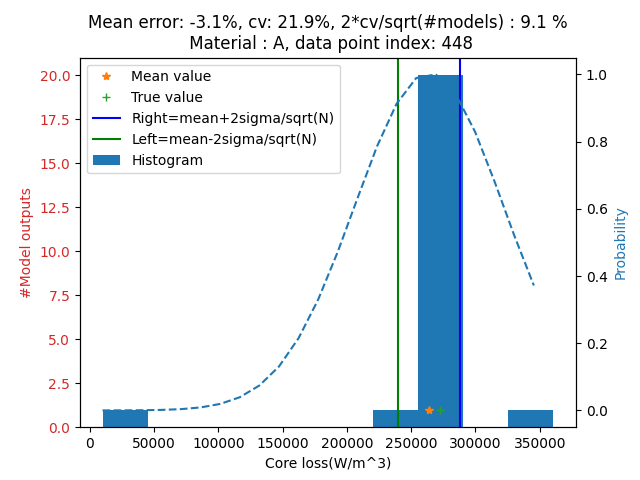 Mean error: -3.1%, cv: 21.9%, 2*cv/sqrt(#models) : 9.1 %
Material : A, data point index: 448
Mean value
True value
Right=mean+2sigma/sqrt(N)
Left=mean-2sigma/sqrt(N)
Histogram
20.0
17.5
15.0
12.5
10.0
7.5
5.0
2.5
0.0
#Model outputs
1.0
0.8
0.6
0.4
0.2
0.0
Probability
0 50000 100000 150000 200000 250000 300000 350000
Core loss(W/m^3)